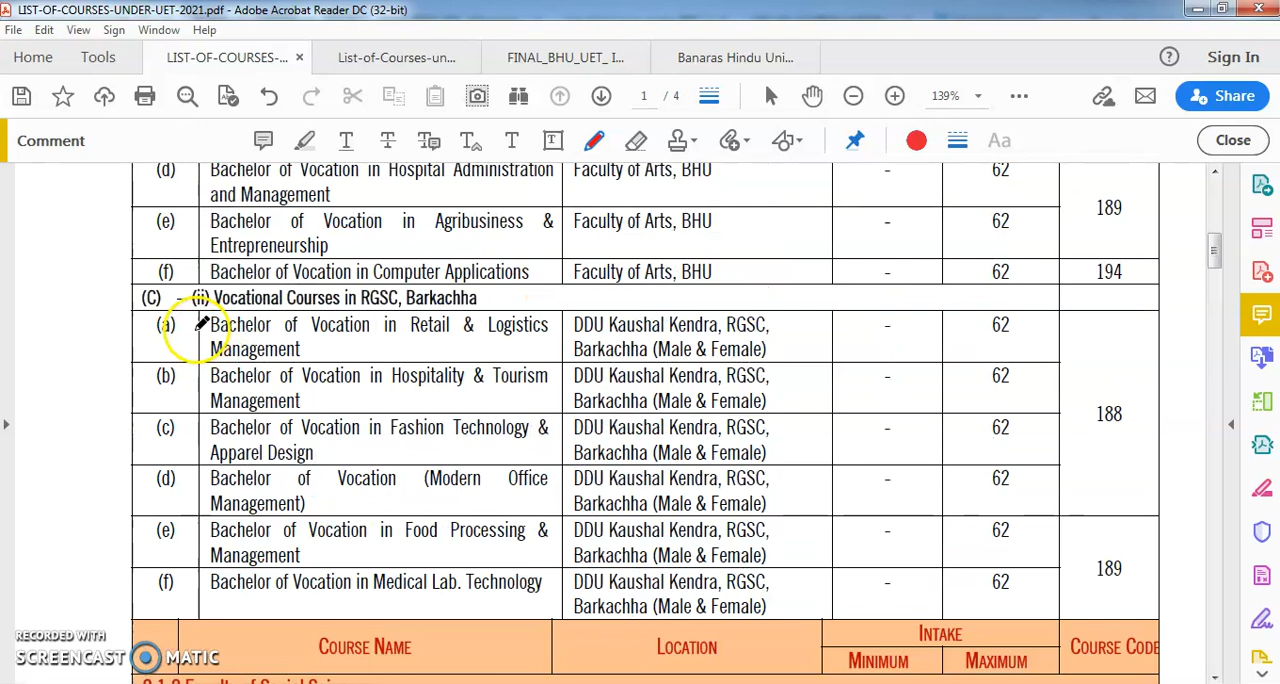 LIST-OF-COURSES-UNDER-UET-2021.pdf - Adobe Acrobat Reader DC (32-bit)
File Edit View Sign Window Help
Home Tools LIST-OF-COURSES-... × List-of-Courses-un... FINAL_BHU_UET_ I... Banaras Hindu Uni... Sign In
1 / 4 139% Share
Comment Aa Close
(d) Bachelor of Vocation in Hospital Administration Faculty of Arts, BHU - 62
and Management
189
(e) Bachelor of Vocation in Agribusiness & Faculty of Arts, BHU - 62
Entrepreneurship
(f) Bachelor of Vocation in Computer Applications Faculty of Arts, BHU - 62 194
(C) - (ii) Vocational Courses in RGSC, Barkachha
(a) Bachelor of Vocation in Retail & Logistics DDU Kaushal Kendra, RGSC, - 62
Management Barkachha (Male & Female)
(b) Bachelor of Vocation in Hospitality & Tourism DDU Kaushal Kendra, RGSC, - 62
Management Barkachha (Male & Female)
188
(c) Bachelor of Vocation in Fashion Technology & DDU Kaushal Kendra, RGSC, - 62
Apparel Design Barkachha (Male & Female)
(d) Bachelor of Vocation (Modern Office DDU Kaushal Kendra, RGSC, - 62
Management) Barkachha (Male & Female)
(e) Bachelor of Vocation in Food Processing & DDU Kaushal Kendra, RGSC, - 62
Management Barkachha (Male & Female)
189
(f) Bachelor of Vocation in Medical Lab. Technology DDU Kaushal Kendra, RGSC, - 62
Barkachha (Male & Female)
COURSE NAME LOCATION INTAKE COURSE CODE
MINIMUM MAXIMUM
RECORDED WITH
SCREENCAST MATIC